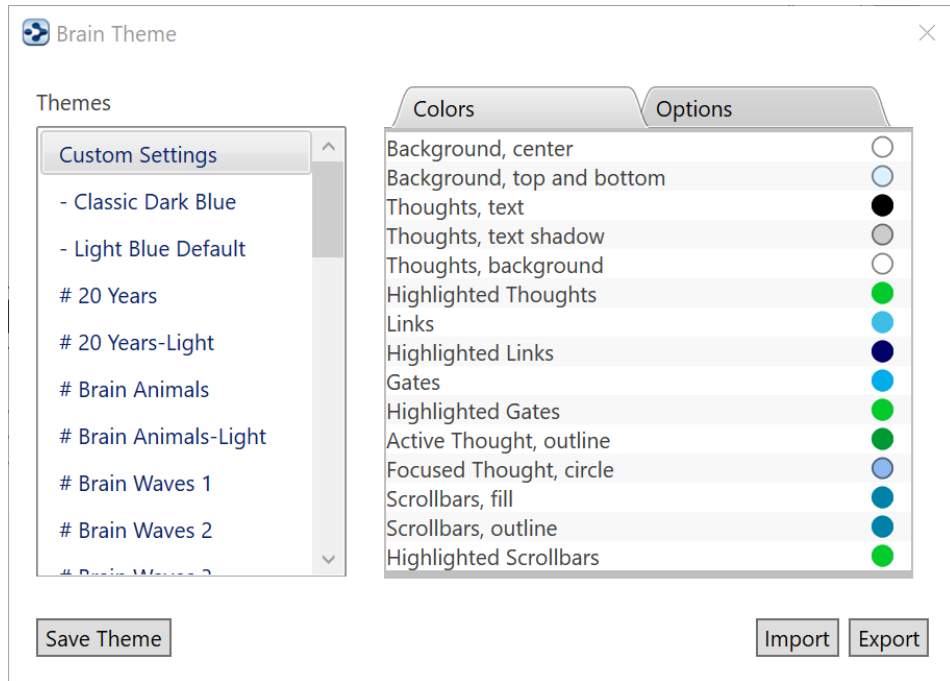 Brain Theme
Themes
Custom Settings
- Classic Dark Blue
- Light Blue Default
# 20 Years
# 20 Years-Light
# Brain Animals
# Brain Animals-Light
# Brain Waves 1
# Brain Waves 2
Colors
Options
Background, center
Background, top and bottom
Thoughts, text
Thoughts, text shadow
Thoughts, background
Highlighted Thoughts
Links
Highlighted Links
Gates
Highlighted Gates
Active Thought, outline
Focused Thought, circle
Scrollbars, fill
Scrollbars, outline
Highlighted Scrollbars
Save Theme
Import
Export